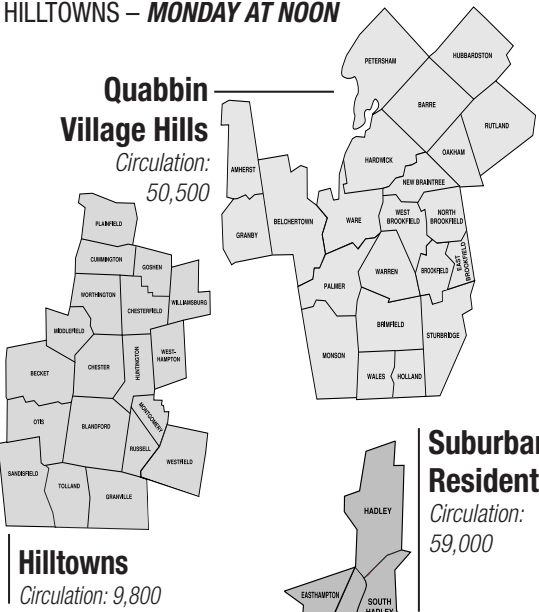 HILLTOWNS – MONDAY AT NOON
Quabbin
Village Hills
Circulation:
50,500
PETERSHAM
HUBBARDSTON
BARRE
RUTLAND
OAKHAM
HARDWICK
NEW BRAINTREE
AMHERST
BELCHERTOWN
GRANBY
WARE
WEST
BROOKFIELD
NORTH
BROOKFIELD
EAST
BROOKFIELD
BROOKFIELD
WARREN
PALMER
BRIMFIELD
STURBRIDGE
MONSON
WALES
HOLLAND
PLAINFIELD
CUMMINGTON
GOSHEN
WORTHINGTON
CHESTERFIELD
WILLIAMSBURG
MIDDLEFIELD
WEST-
HAMPTON
HUNTINGTON
CHESTER
BECKET
MONTGOMERY
OTIS
BLANDFORD
RUSSELL
WESTFIELD
SANDISFIELD
TOLLAND
GRANVILLE
Hilltowns
Circulation: 9,800
Suburban
Resident
Circulation:
59,000
HADLEY
EASTHAMPTON
SOUTH
HADLEY